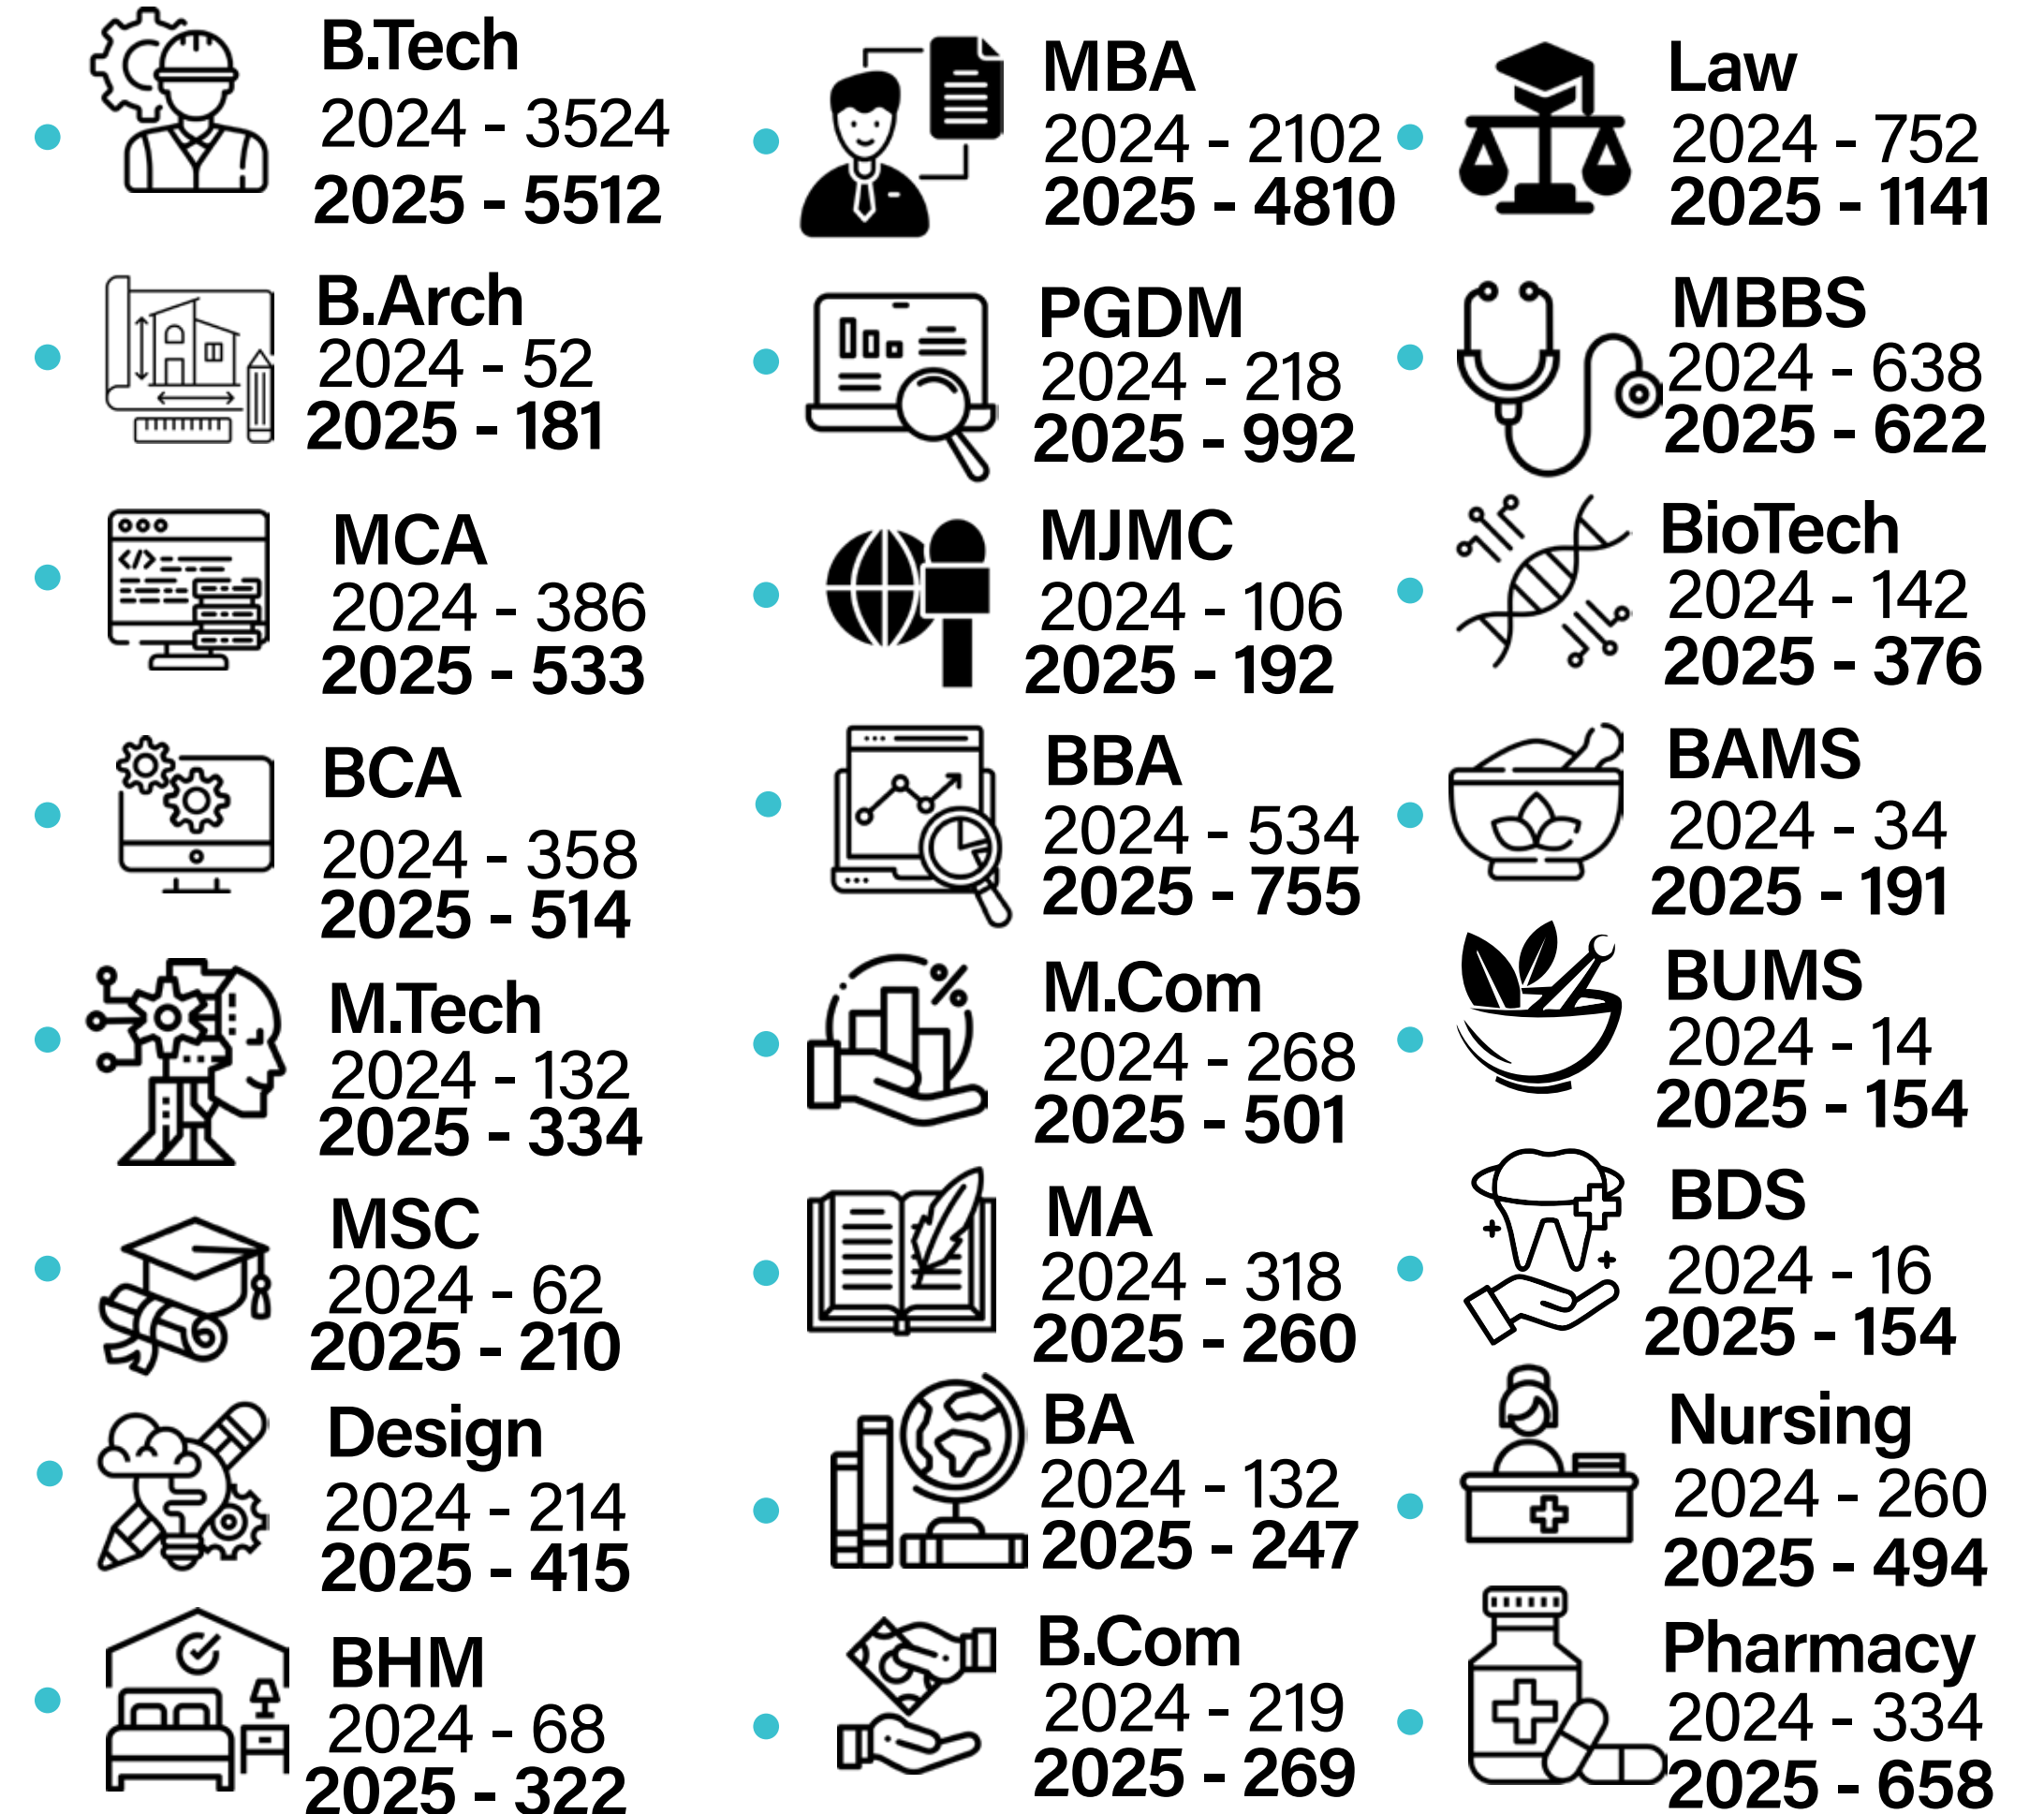 B.Tech
2024 - 3524
2025 - 5512
B.Arch
2024 - 52
2025 - 181
MCA
2024 - 386
2025 - 533
BCA
2024 - 358
2025 - 514
M.Tech
2024 - 132
2025 - 334
MSC
2024 - 62
2025 - 210
Design
2024 - 214
2025 - 415
BHM
2024 - 68
2025 - 322
MBA
2024 - 2102
2025 - 4810
PGDM
2024 - 218
2025 - 992
MJMC
2024 - 106
2025 - 192
BBA
2024 - 534
2025 - 755
M.Com
2024 - 268
2025 - 501
MA
2024 - 318
2025 - 260
BA
2024 - 132
2025 - 247
B.Com
2024 - 219
2025 - 269
Law
2024 - 752
2025 - 1141
MBBS
2024 - 638
2025 - 622
BioTech
2024 - 142
2025 - 376
BAMS
2024 - 34
2025 - 191
BUMS
2024 - 14
2025 - 154
BDS
2024 - 16
2025 - 154
Nursing
2024 - 260
2025 - 494
Pharmacy
2024 - 334
2025 - 658